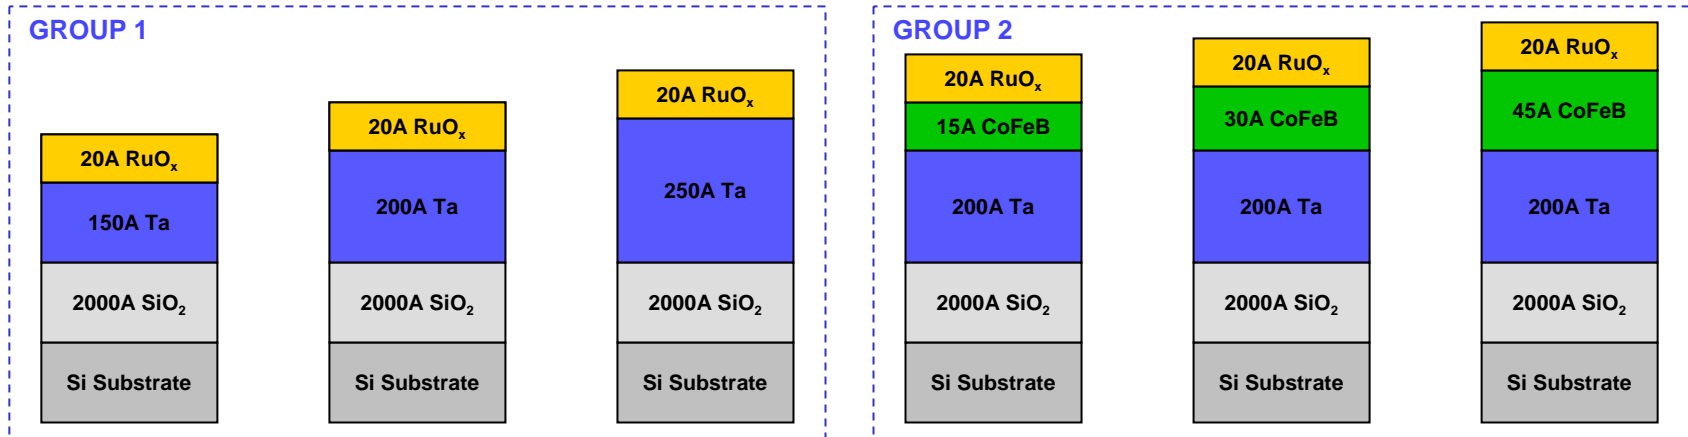 GROUP 1
20A RuOₓ
150A Ta
2000A SiO₂
Si Substrate
20A RuOₓ
200A Ta
2000A SiO₂
Si Substrate
20A RuOₓ
250A Ta
2000A SiO₂
Si Substrate
GROUP 2
20A RuOₓ
15A CoFeB
200A Ta
2000A SiO₂
Si Substrate
20A RuOₓ
30A CoFeB
200A Ta
2000A SiO₂
Si Substrate
20A RuOₓ
45A CoFeB
200A Ta
2000A SiO₂
Si Substrate